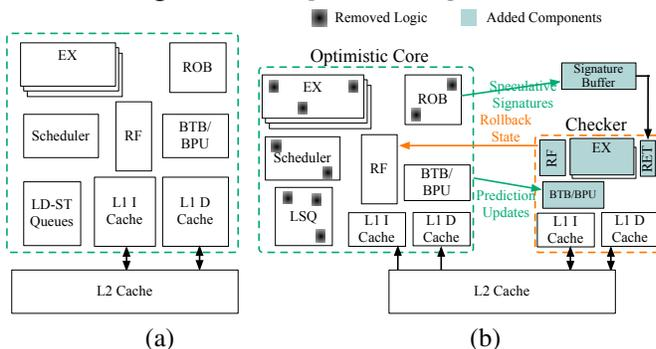 Removed Logic
Added Components
EX
ROB
Scheduler
RF
BTB/
BPU
LD-ST
Queues
L1 I
Cache
L1 D
Cache
L2 Cache
(a)
Optimistic Core
EX
ROB
Scheduler
RF
BTB/
BPU
LSQ
L1 I
Cache
L1 D
Cache
Speculative
Signatures
Rollback
State
Prediction
Updates
Signature
Buffer
Checker
RF
EX
RET
BTB/BPU
L1 I
Cache
L1 D
Cache
L2 Cache
(b)